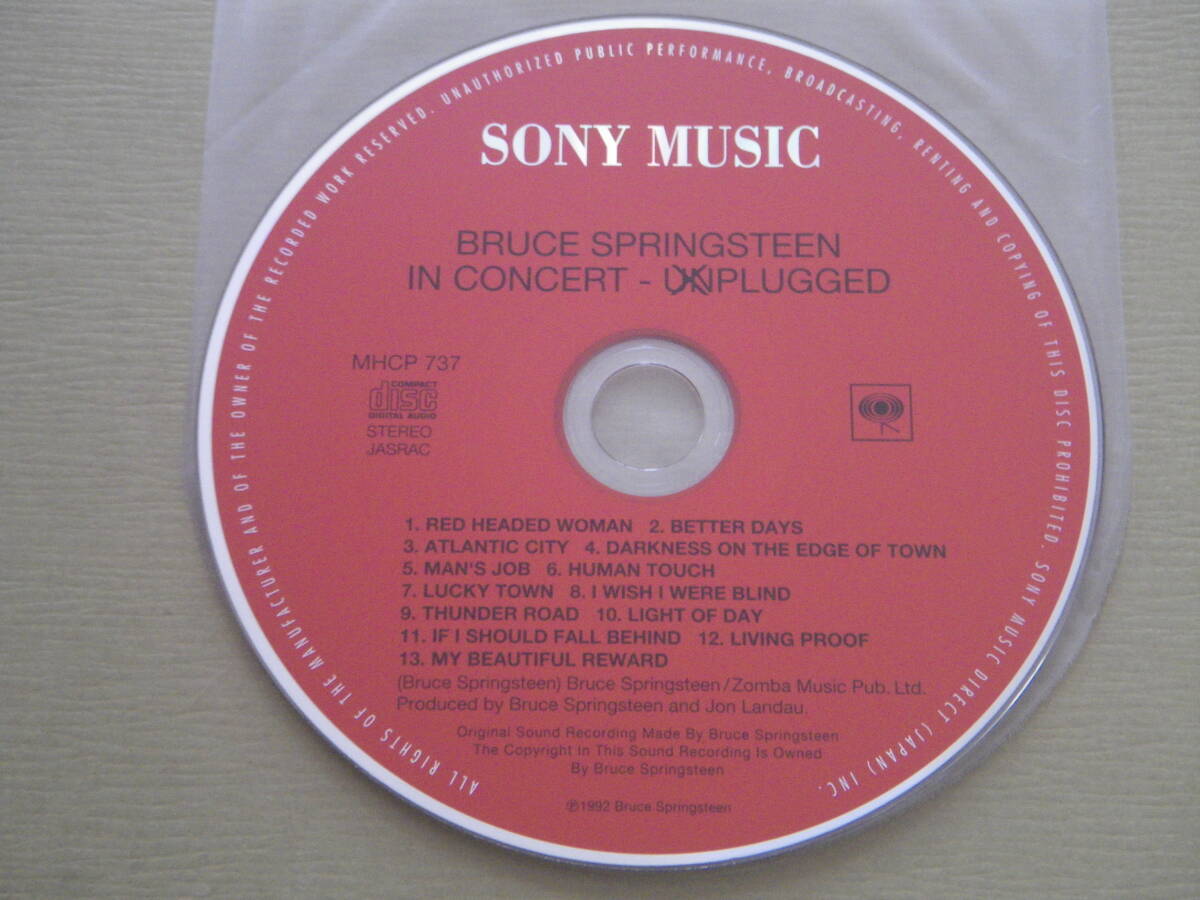 ALL RIGHTS OF THE MANUFACTURER AND OF THE OWNER OF THE RECORDED WORK RESERVED. UNAUTHORIZED PUBLIC PERFORMANCE, BROADCASTING, RENTING AND COPYING OF THIS DISC PROHIBITED. SONY MUSIC DIRECT (JAPAN) INC.
SONY MUSIC
BRUCE SPRINGSTEEN
IN CONCERT - UNPLUGGED
MHCP 737
COMPACT
disc
DIGITAL AUDIO
STEREO
JASRAC
1. RED HEADED WOMAN 2. BETTER DAYS
3. ATLANTIC CITY 4. DARKNESS ON THE EDGE OF TOWN
5. MAN'S JOB 6. HUMAN TOUCH
7. LUCKY TOWN 8. I WISH I WERE BLIND
9. THUNDER ROAD 10. LIGHT OF DAY
11. IF I SHOULD FALL BEHIND 12. LIVING PROOF
13. MY BEAUTIFUL REWARD
(Bruce Springsteen) Bruce Springsteen/Zomba Music Pub. Ltd.
Produced by Bruce Springsteen and Jon Landau.
Original Sound Recording Made By Bruce Springsteen
The Copyright In This Sound Recording Is Owned
By Bruce Springsteen
℗1992 Bruce Springsteen